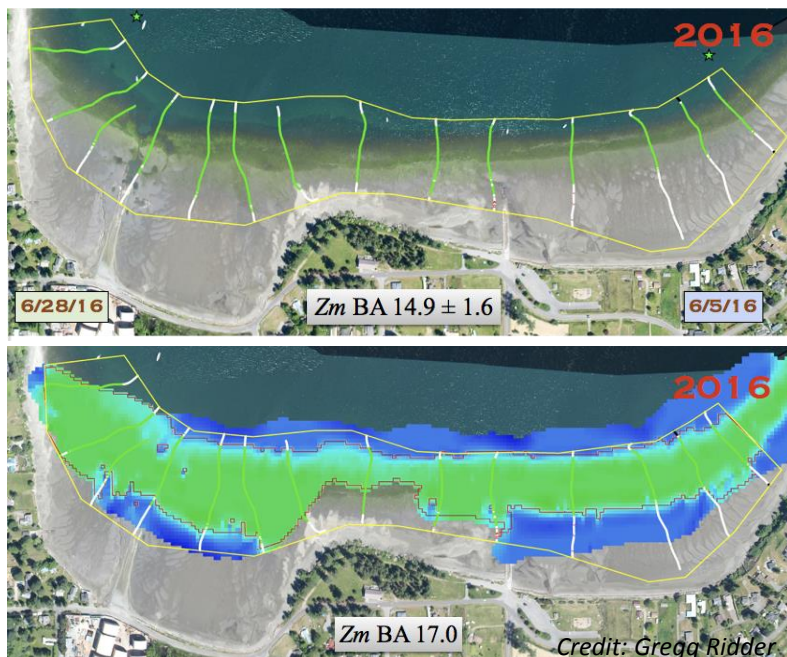 2016
6/28/16
Zm BA 14.9 ± 1.6
6/5/16
2016
Zm BA 17.0
Credit: Gregg Ridder